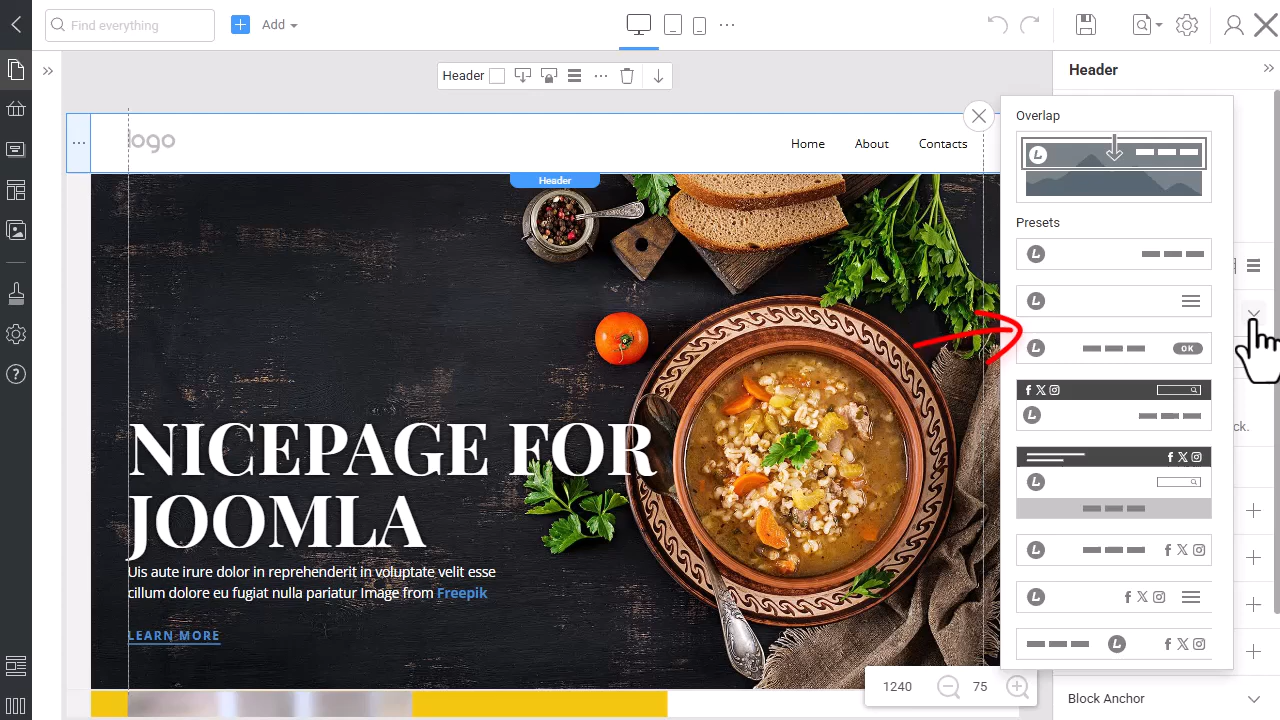 Find everything
Add
Header
Header
logo
Home
About
Contacts
Header
NICEPAGE FOR
JOOMLA
Uis aute irure dolor in reprehenderit in voluptate velit esse
cillum dolore eu fugiat nulla pariatur Image from Freepik
LEARN MORE
1240
75
Overlap
Presets
OK
ck.
Block Anchor